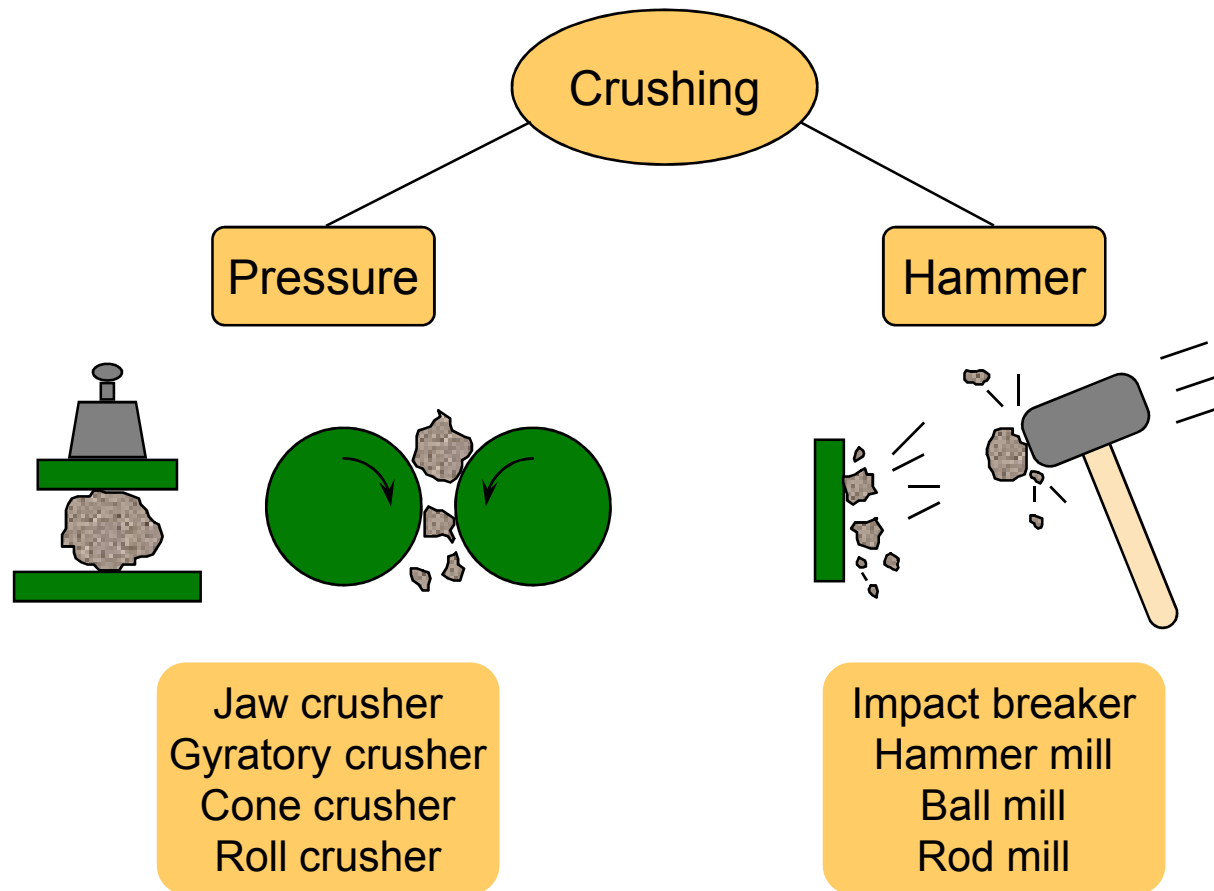 Crushing
Pressure
Hammer
Jaw crusher
Gyratory crusher
Cone crusher
Roll crusher
Impact breaker
Hammer mill
Ball mill
Rod mill